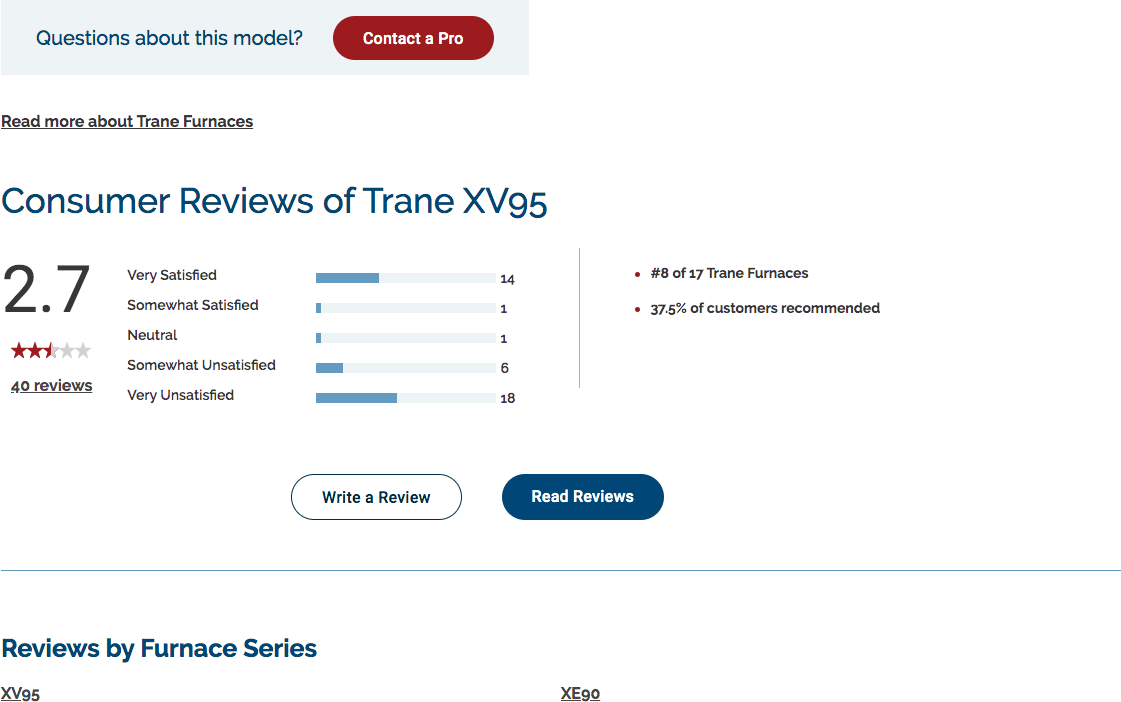 Questions about this model?
Contact a Pro
Read more about Trane Furnaces
Consumer Reviews of Trane XV95
2.7
40 reviews
Very Satisfied 14
Somewhat Satisfied 1
Neutral 1
Somewhat Unsatisfied 6
Very Unsatisfied 18
#8 of 17 Trane Furnaces
37.5% of customers recommended
Write a Review
Read Reviews
Reviews by Furnace Series
XV95
XE90